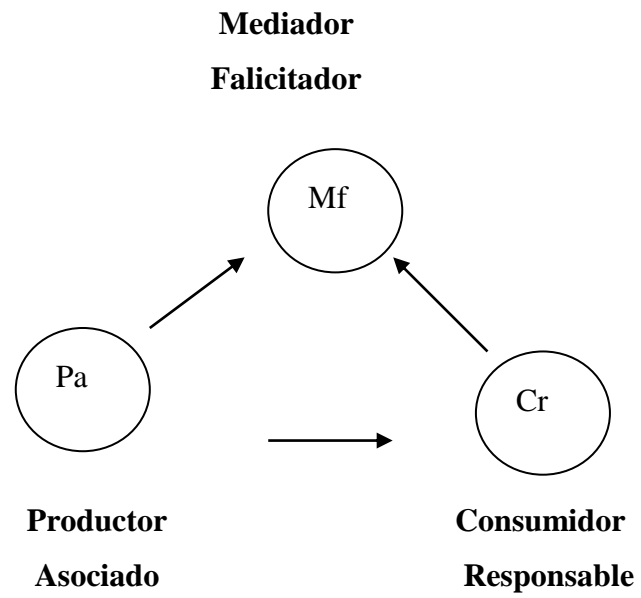 Mediador
Falicitador
Mf
Pa
Cr
Productor
Asociado
Consumidor
Responsable